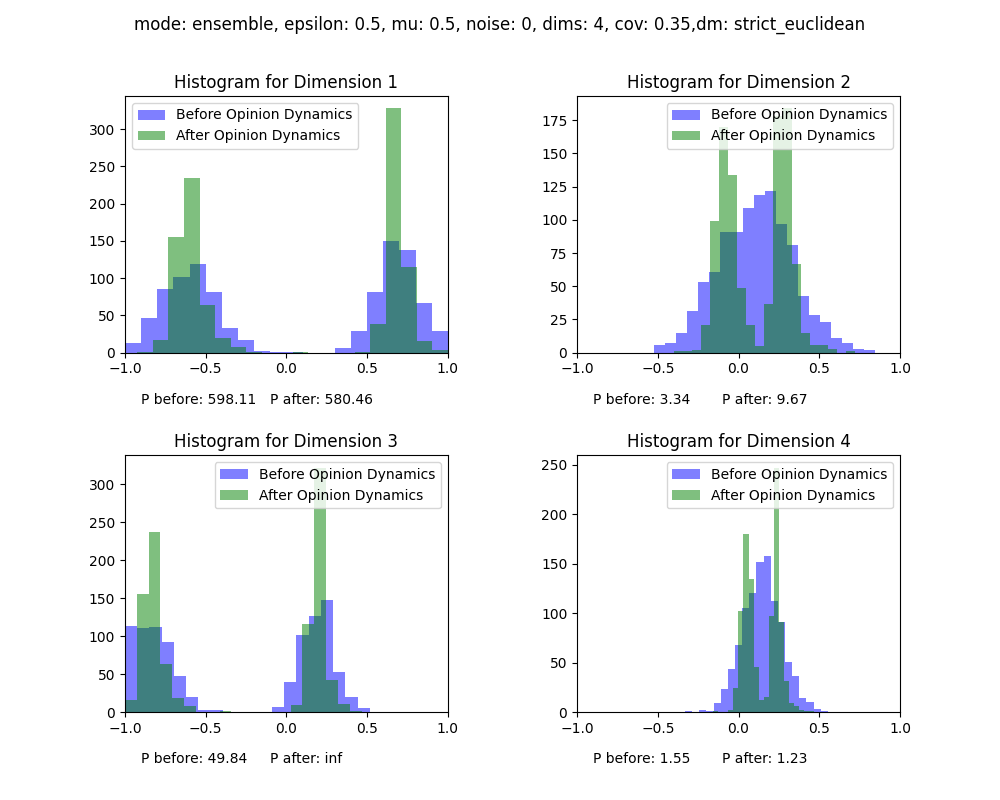 mode: ensemble, epsilon: 0.5, mu: 0.5, noise: 0, dims: 4, cov: 0.35,dm: strict_euclidean
Histogram for Dimension 1
Before Opinion Dynamics
After Opinion Dynamics
300
250
200
150
100
50
0
−1.0 −0.5 0.0 0.5 1.0
P before: 598.11 P after: 580.46
Histogram for Dimension 2
Before Opinion Dynamics
After Opinion Dynamics
175
150
125
100
75
50
25
0
−1.0 −0.5 0.0 0.5 1.0
P before: 3.34 P after: 9.67
Histogram for Dimension 3
Before Opinion Dynamics
After Opinion Dynamics
300
250
200
150
100
50
0
−1.0 −0.5 0.0 0.5 1.0
P before: 49.84 P after: inf
Histogram for Dimension 4
Before Opinion Dynamics
After Opinion Dynamics
250
200
150
100
50
0
−1.0 −0.5 0.0 0.5 1.0
P before: 1.55 P after: 1.23